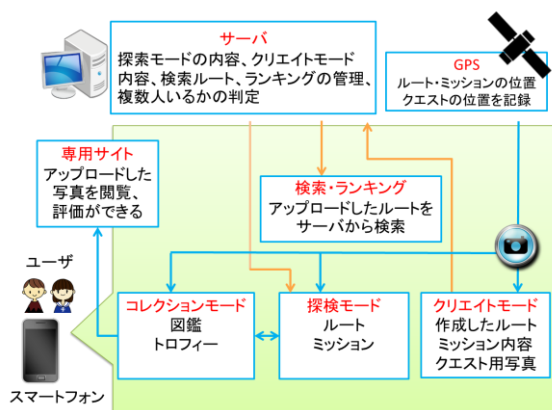 サーバ
探索モードの内容、クリエイトモード
内容、検索ルート、ランキングの管理、
複数人いるかの判定
GPS
ルート・ミッションの位置
クエストの位置を記録
専用サイト
アップロードした
写真を閲覧、
評価ができる
検索・ランキング
アップロードしたルートを
サーバから検索
ユーザ
スマートフォン
コレクションモード
図鑑
トロフィー
探検モード
ルート
ミッション
クリエイトモード
作成したルート
ミッション内容
クエスト用写真